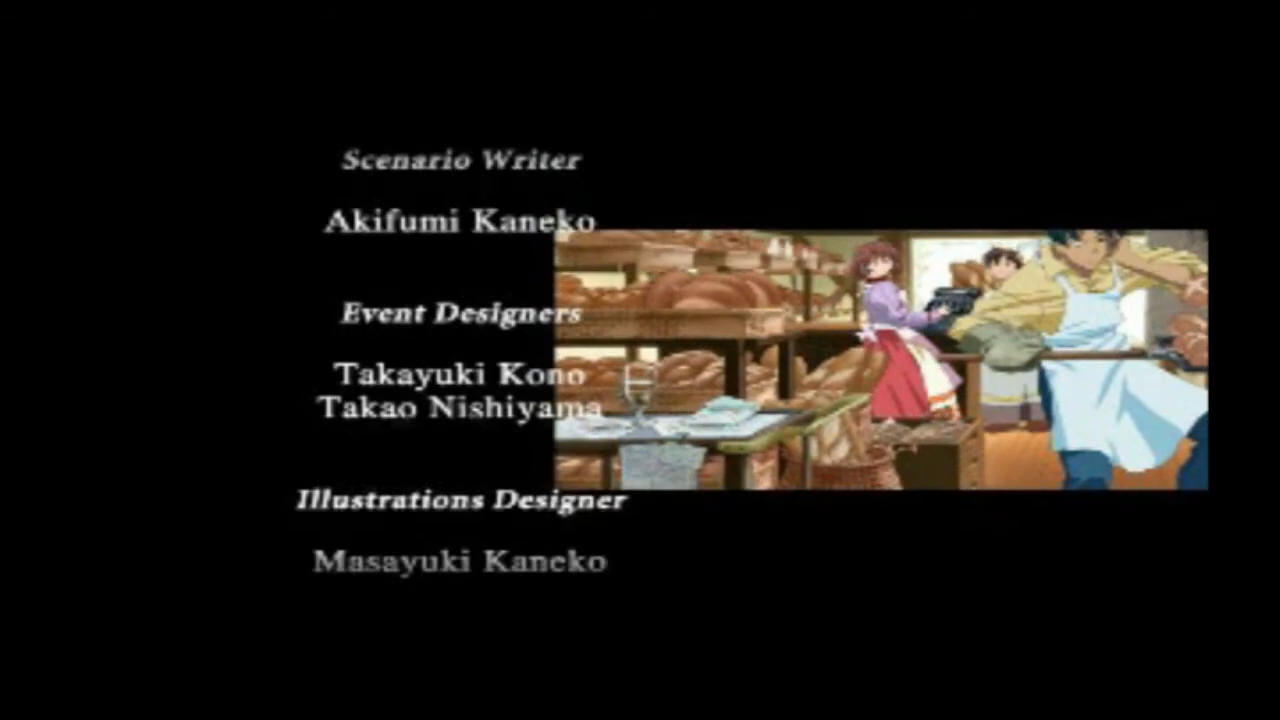 Scenario Writer
Akifumi Kaneko
Event Designers
Takayuki Kono
Takao Nishiyama
Illustrations Designer
Masayuki Kaneko